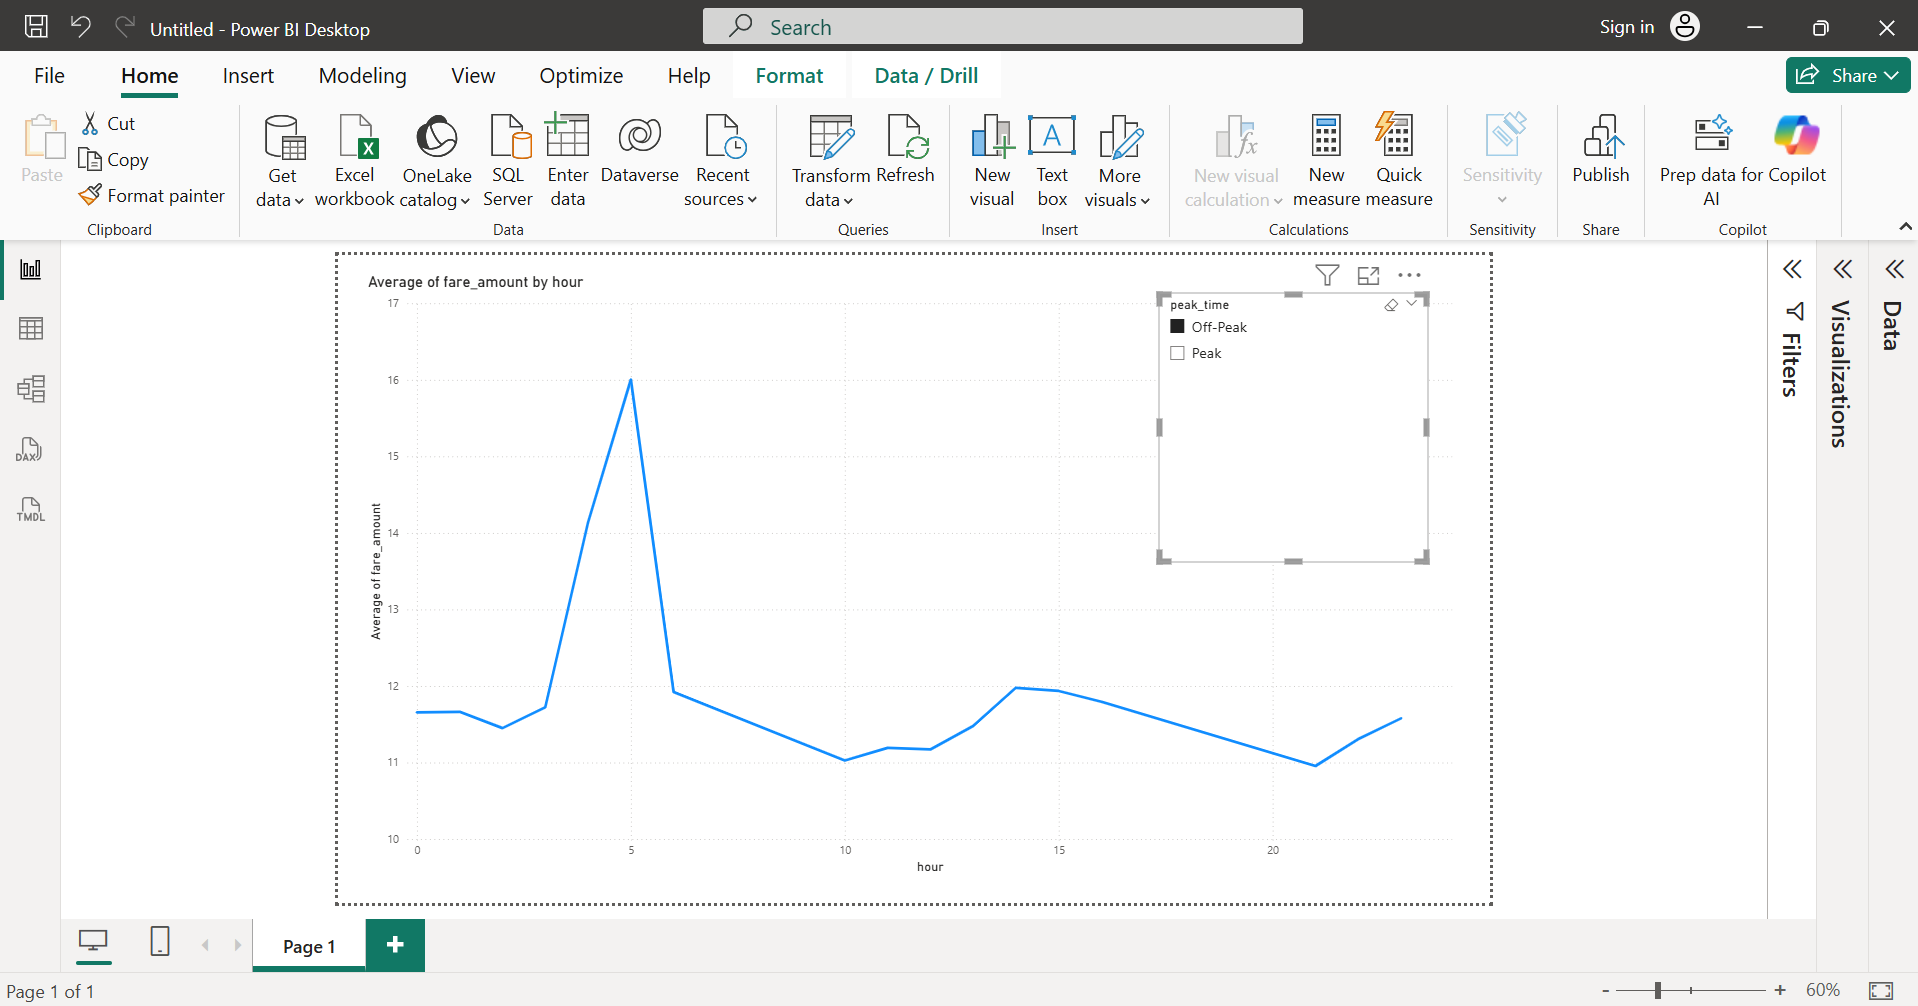 Untitled - Power BI Desktop
Search
Sign in
File
Home
Insert
Modeling
View
Optimize
Help
Format
Data / Drill
Share
Paste
Cut
Copy
Format painter
Clipboard
Get data
Excel workbook
OneLake catalog
SQL Server
Enter data
Dataverse
Recent sources
Data
Transform data
Refresh
Queries
New visual
A
Text box
More visuals
Insert
fx
New visual calculation
New measure
Quick measure
Calculations
Sensitivity
Sensitivity
Publish
Share
Prep data for AI
Copilot
Copilot
DAX
TMDL
Average of fare_amount by hour
peak_time
Off-Peak
Peak
17
16
15
14
13
12
11
10
Average of fare_amount
0
5
10
15
20
hour
Filters
Visualizations
Data
Page 1
Page 1 of 1
- + 60%